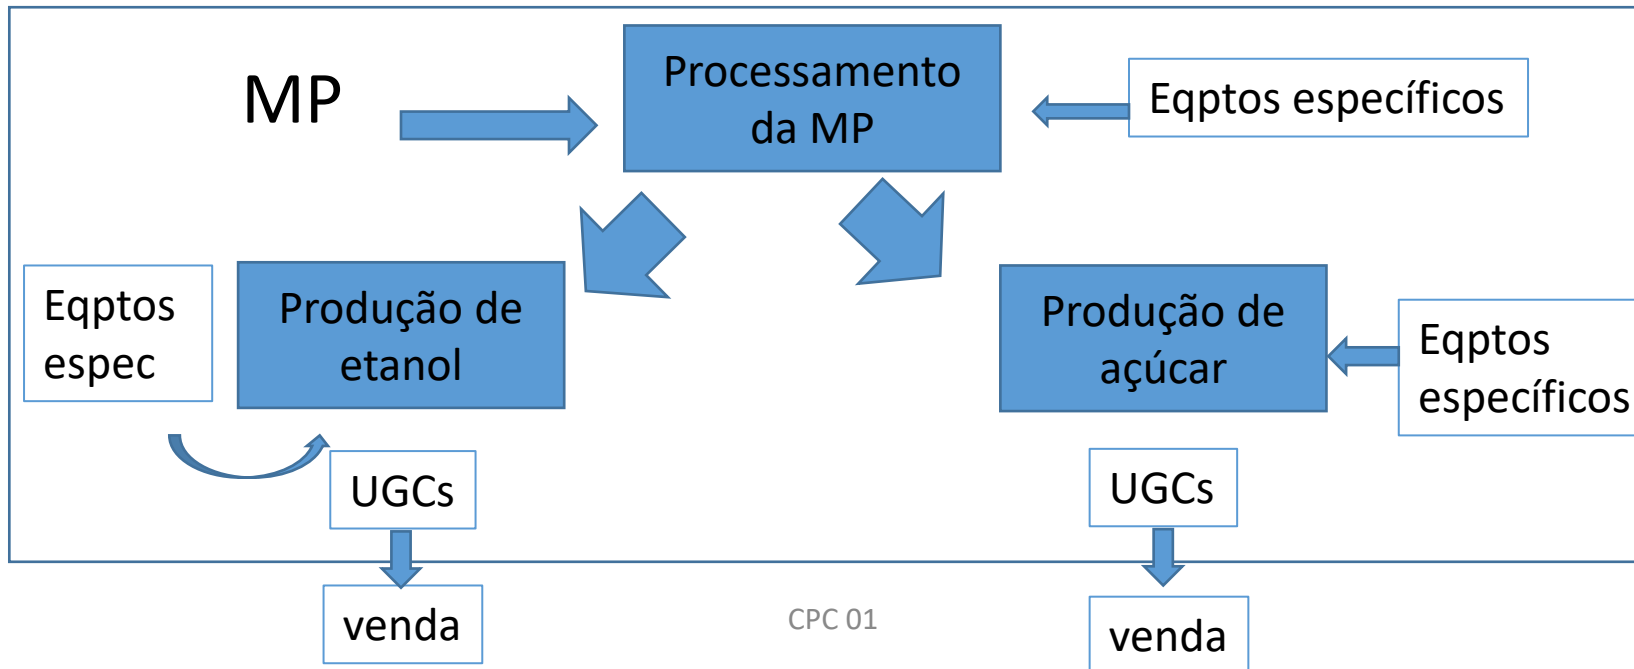 MP
Processamento
da MP
Eqptos específicos
Eqptos
espec
Produção de
etanol
Produção de
açúcar
Eqptos
específicos
UGCs
UGCs
venda
CPC 01
venda